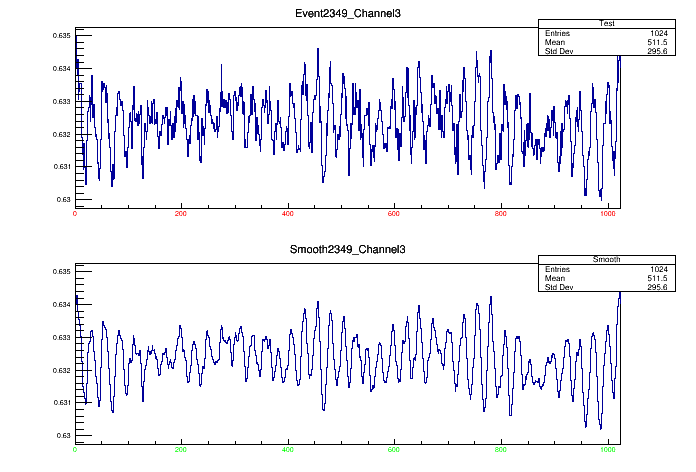 Event2349_Channel3
Test
Entries 1024
Mean 511.5
Std Dev 295.6
0.635
0.634
0.633
0.632
0.631
0.63
0 200 400 600 800 1000
Smooth2349_Channel3
Smooth
Entries 1024
Mean 511.5
Std Dev 295.6
0.635
0.634
0.633
0.632
0.631
0.63
0 200 400 600 800 1000